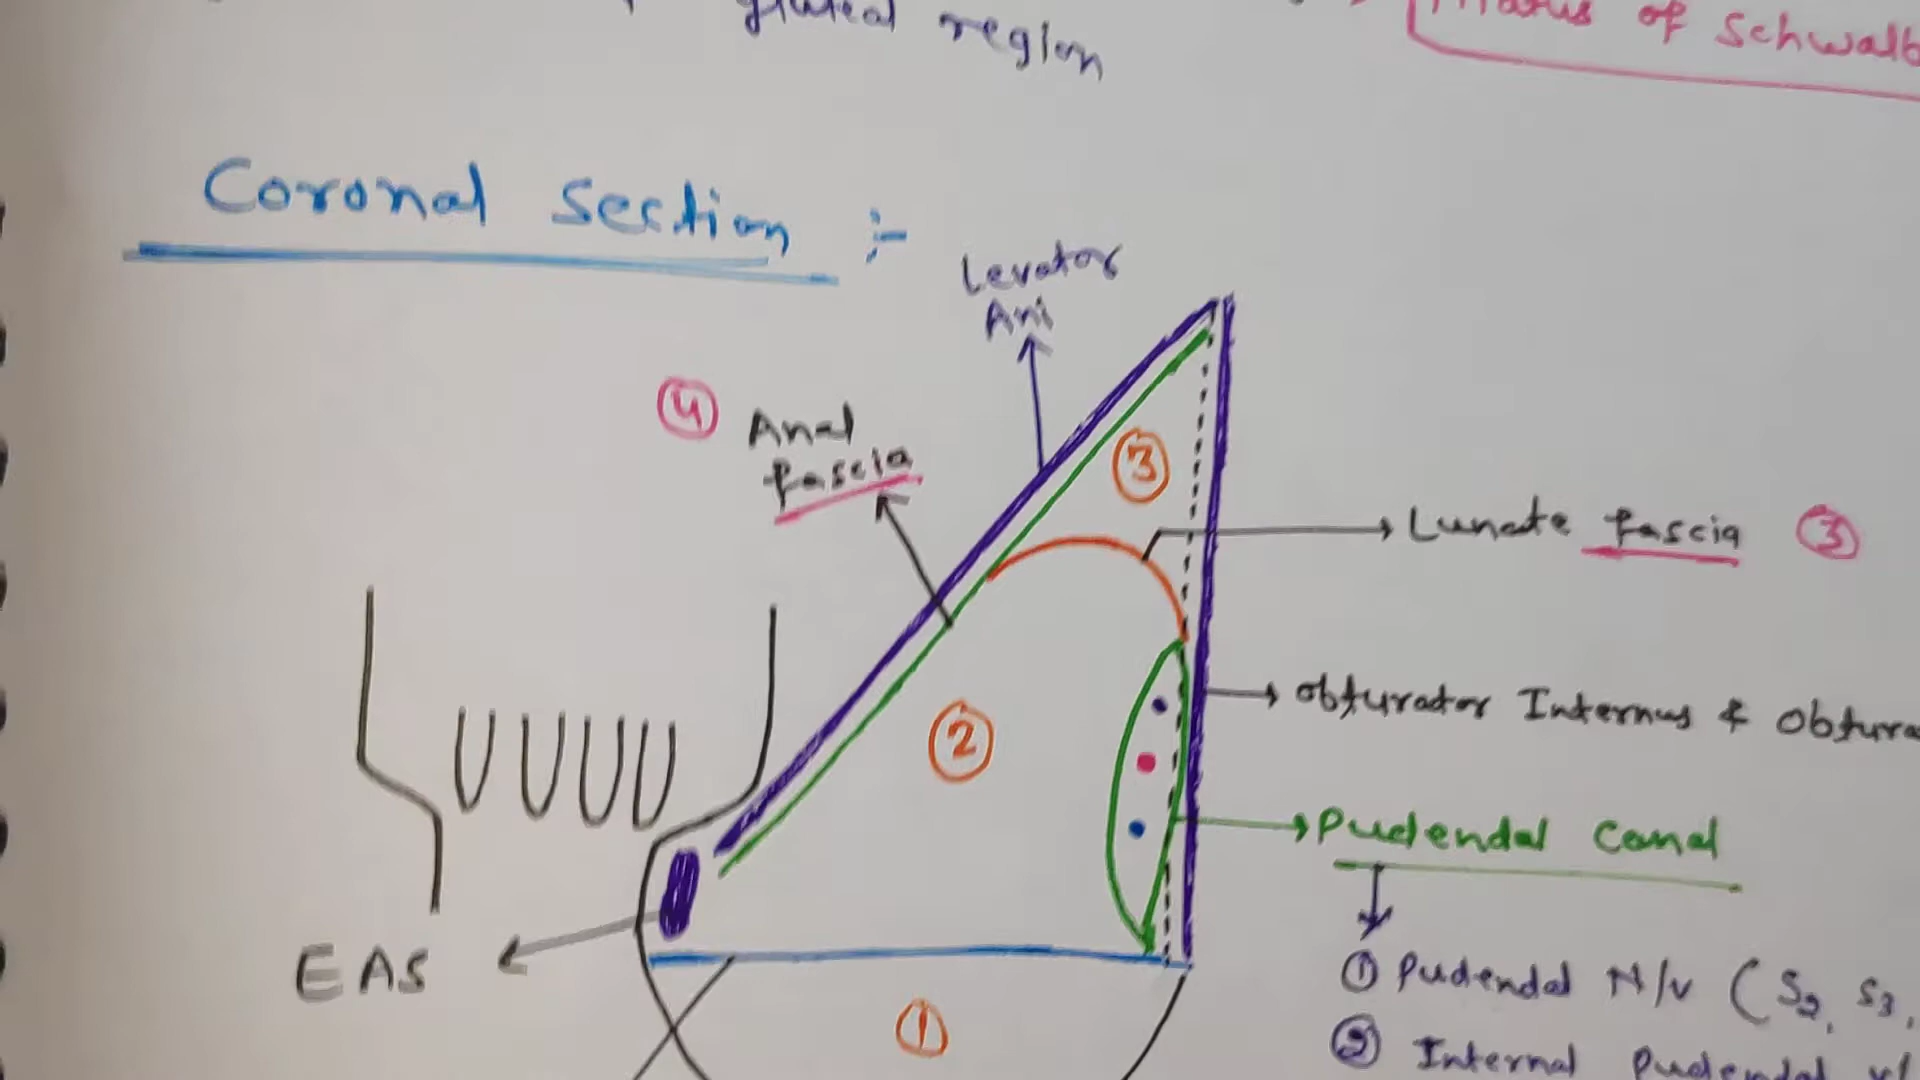 gluteal region
of Schwalb
Coronal Section :-
Levator
Ani
④ Anal
fascia
③
Lunate fascia ③
②
Obturator Internus & Obtura
Pudendal Canal
EAS
① Pudendal N/v (S2, S3,
①
② Internal Pudendal v/